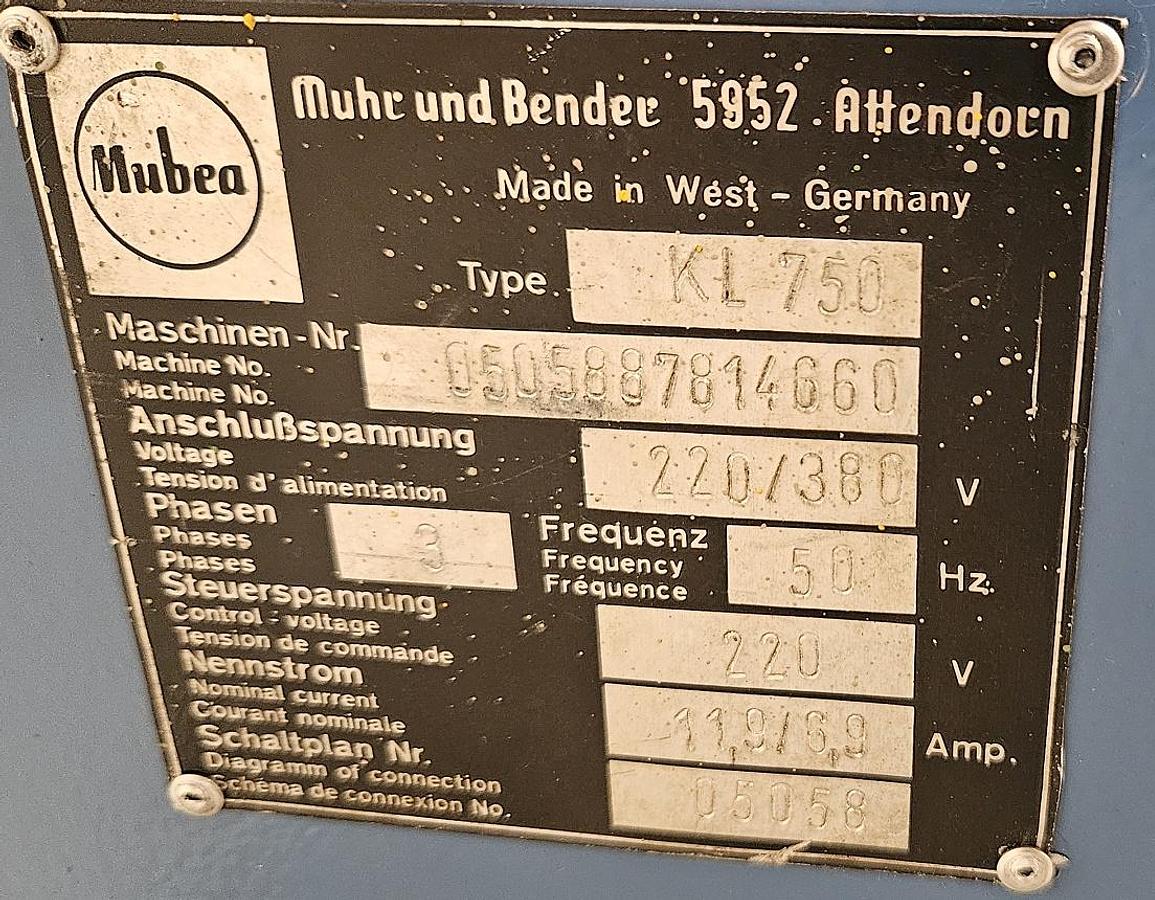 Mubea
Muhr und Bender 5952 Attendorn
Made in West - Germany
Type KL 750
Maschinen-Nr. 0505887814660
Machine No.
Machine No.
Anschlußspannung 220/380 V
Voltage
Tension d'alimentation
Phasen 3 Frequenz 50 Hz.
Phases Frequency
Phases Fréquence
Steuerspannung 220 V
Control-voltage
Tension de commande
Nennstrom 11,9/6,9 Amp.
Nominal current
Courant nominale
Schaltplan Nr. 05058
Diagramm of connection
Schéma de connexion No.